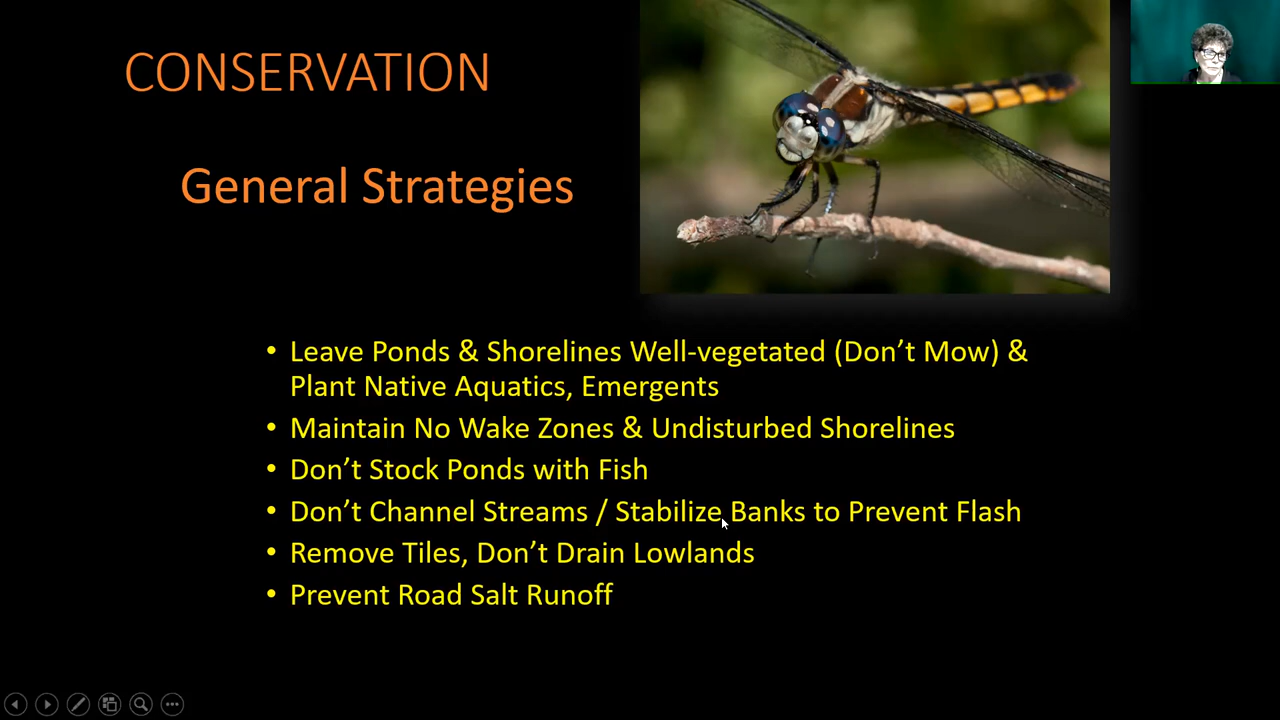 CONSERVATION
General Strategies
• Leave Ponds & Shorelines Well-vegetated (Don’t Mow) &
Plant Native Aquatics, Emergents
• Maintain No Wake Zones & Undisturbed Shorelines
• Don’t Stock Ponds with Fish
• Don’t Channel Streams / Stabilize Banks to Prevent Flash
• Remove Tiles, Don’t Drain Lowlands
• Prevent Road Salt Runoff